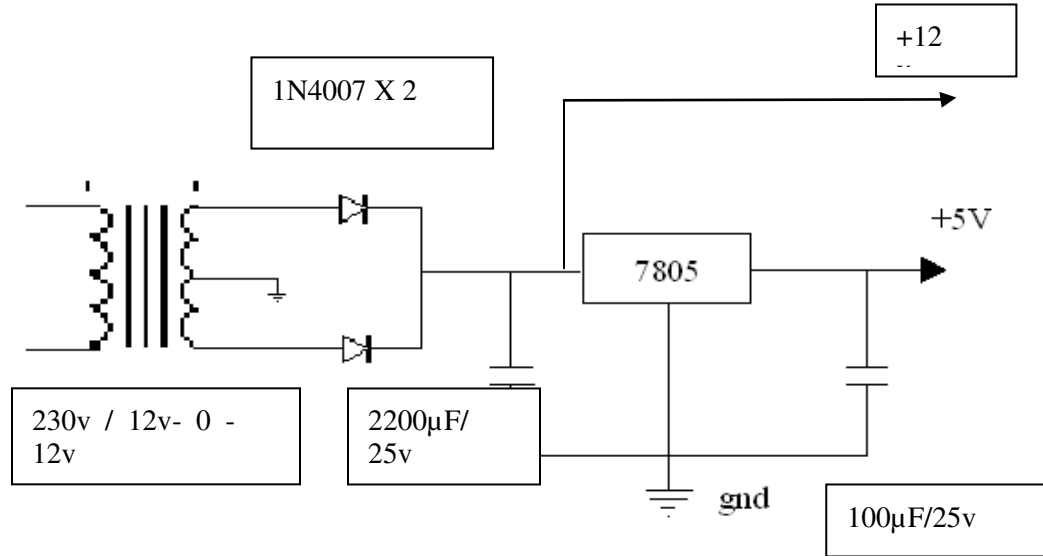 +12
1N4007 X 2
+5V
7805
230v / 12v- 0 -
12v
2200µF/
25v
gnd
100µF/25v